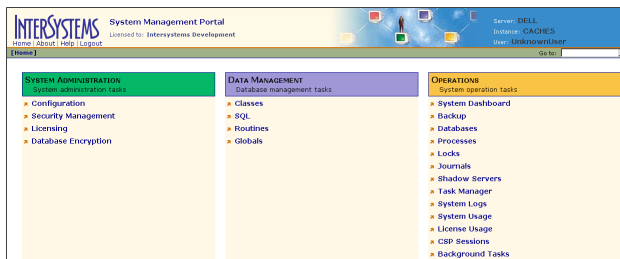 INTERSYSTEMS
System Management Portal
Licensed to: Intersystems Development
Server: DELL
Instance: CACHE5
User: UnknownUser
Home | About | Help | Logout
[Home]
Go to:
SYSTEM ADMINISTRATION
System administration tasks
Configuration
Security Management
Licensing
Database Encryption
DATA MANAGEMENT
Database management tasks
Classes
SQL
Routines
Globals
OPERATIONS
System operation tasks
System Dashboard
Backup
Databases
Processes
Locks
Journals
Shadow Servers
Task Manager
System Logs
System Usage
License Usage
CSP Sessions
Background Tasks